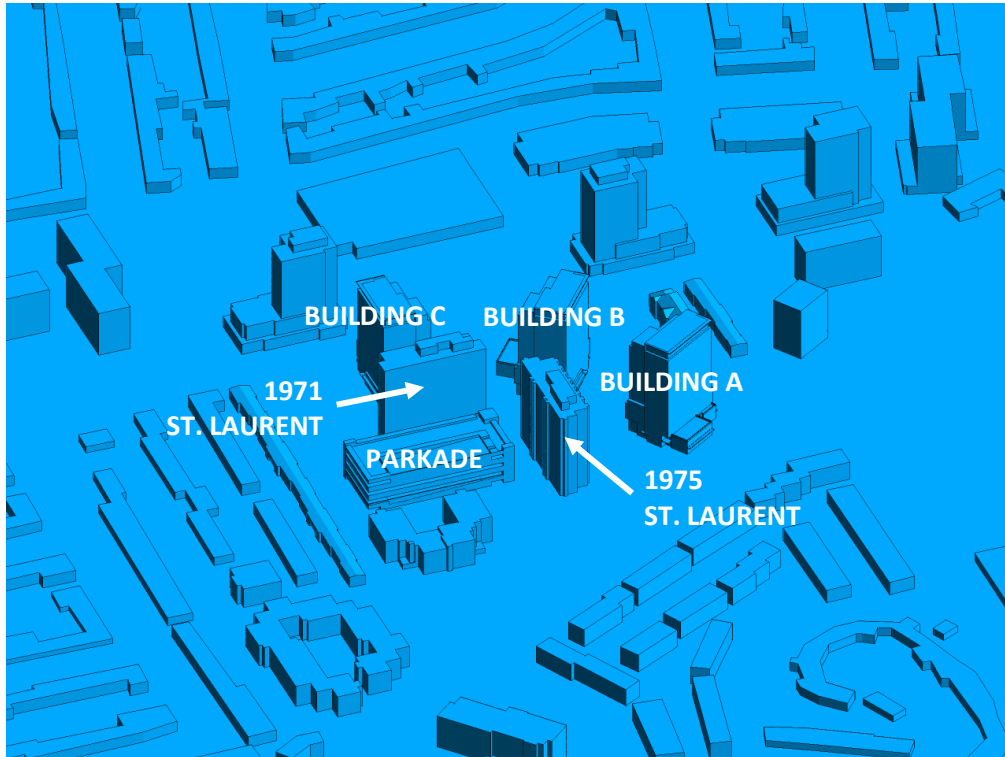 BUILDING C
BUILDING B
BUILDING A
1971
ST. LAURENT
PARKADE
1975
ST. LAURENT